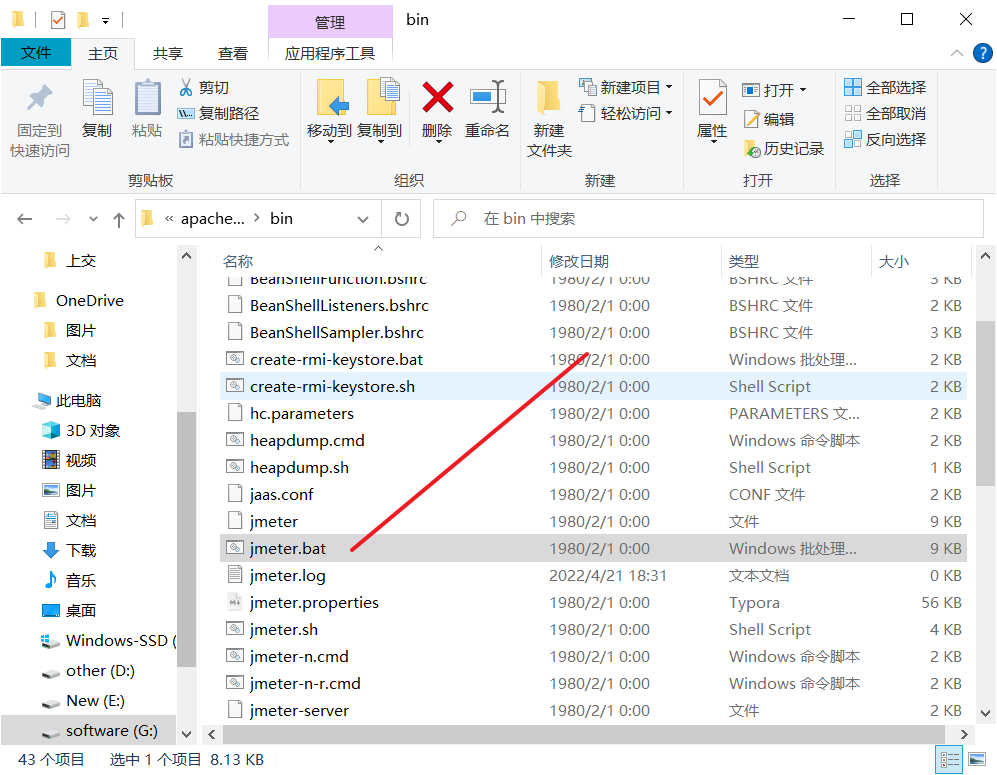 管理
bin
文件
主页
共享
查看
应用程序工具
固定到
快速访问
复制
粘贴
剪切
复制路径
粘贴快捷方式
剪贴板
移动到
复制到
删除
重命名
组织
新建
文件夹
新建项目
轻松访问
新建
属性
打开
编辑
历史记录
打开
全部选择
全部取消
反向选择
选择
« apache... > bin
在 bin 中搜索
上交
OneDrive
图片
文档
此电脑
3D 对象
视频
图片
文档
下载
音乐
桌面
Windows-SSD (
other (D:)
New (E:)
software (G:)
名称 修改日期 类型 大小
BeanShellFunction.bshrc 1980/2/1 0:00 BSHRC 文件 3 KB
BeanShellListeners.bshrc 1980/2/1 0:00 BSHRC 文件 2 KB
BeanShellSampler.bshrc 1980/2/1 0:00 BSHRC 文件 3 KB
create-rmi-keystore.bat 1980/2/1 0:00 Windows 批处理... 2 KB
create-rmi-keystore.sh 1980/2/1 0:00 Shell Script 2 KB
hc.parameters 1980/2/1 0:00 PARAMETERS 文... 2 KB
heapdump.cmd 1980/2/1 0:00 Windows 命令脚本 2 KB
heapdump.sh 1980/2/1 0:00 Shell Script 1 KB
jaas.conf 1980/2/1 0:00 CONF 文件 2 KB
jmeter 1980/2/1 0:00 文件 9 KB
jmeter.bat 1980/2/1 0:00 Windows 批处理... 9 KB
jmeter.log 2022/4/21 18:31 文本文档 0 KB
jmeter.properties 1980/2/1 0:00 Typora 56 KB
jmeter.sh 1980/2/1 0:00 Shell Script 4 KB
jmeter-n.cmd 1980/2/1 0:00 Windows 命令脚本 2 KB
jmeter-n-r.cmd 1980/2/1 0:00 Windows 命令脚本 2 KB
jmeter-server 1980/2/1 0:00 文件 2 KB
43 个项目 选中 1 个项目 8.13 KB